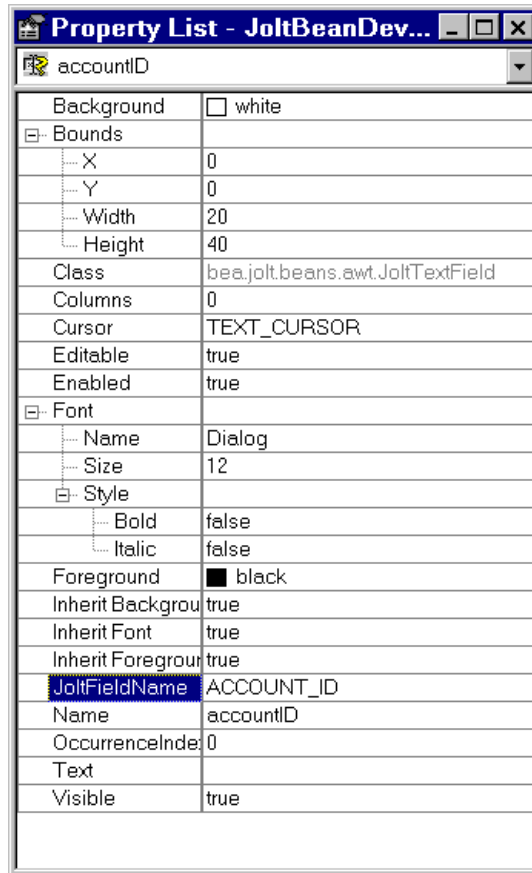 Property List - JoltBeanDev...
accountID
Background white
Bounds
X 0
Y 0
Width 20
Height 40
Class bea.jolt.beans.awt.JoltTextField
Columns 0
Cursor TEXT_CURSOR
Editable true
Enabled true
Font
Name Dialog
Size 12
Style
Bold false
Italic false
Foreground black
Inherit Backgrou true
Inherit Font true
Inherit Foregrour true
JoltFieldName ACCOUNT_ID
Name accountID
OccurrenceInde: 0
Text
Visible true